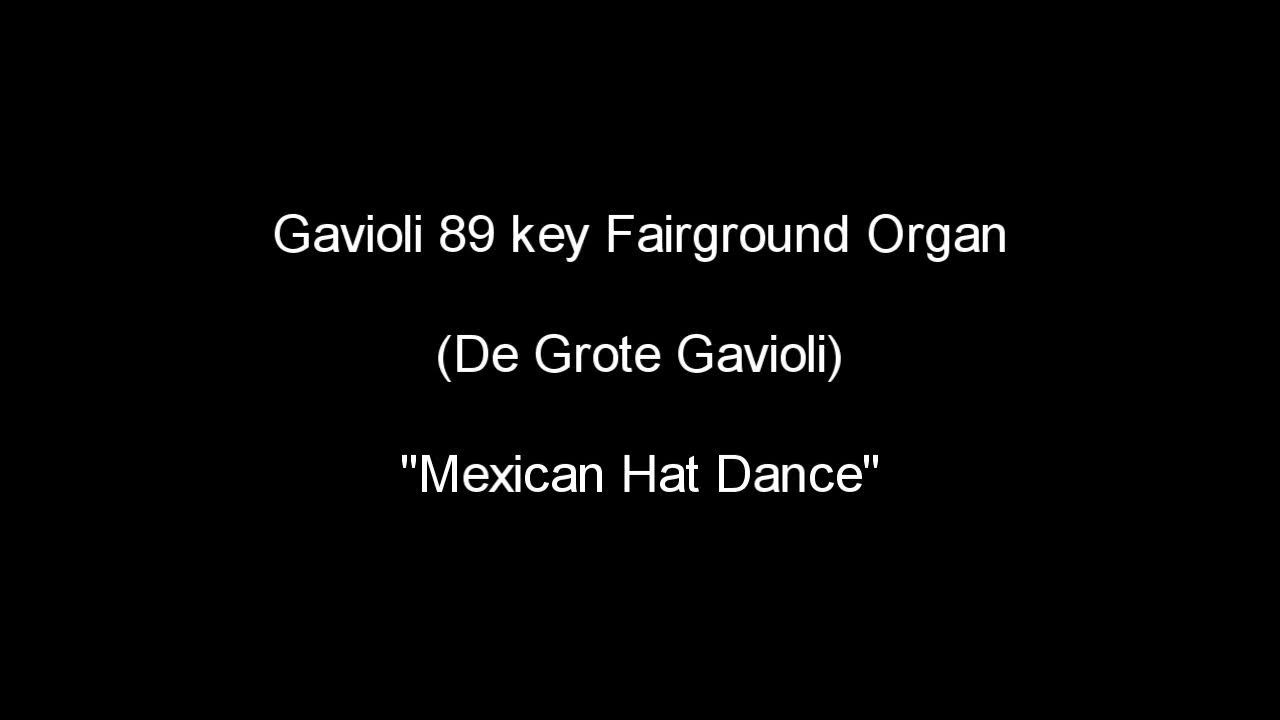 Gavioli 89 key Fairground Organ
(De Grote Gavioli)
"Mexican Hat Dance"